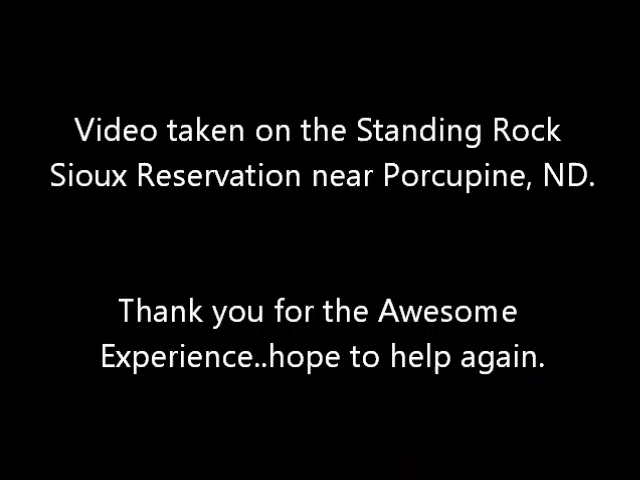 Video taken on the Standing Rock
Sioux Reservation near Porcupine, ND.
Thank you for the Awesome
Experience..hope to help again.